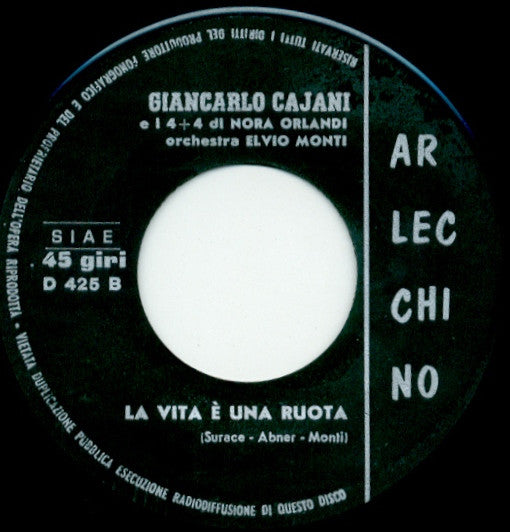 RISERVATI TUTTI I DIRITTI DEL PRODUTTORE FONOGRAFICO E DEL PROPRIETARIO DELL'OPERA RIPRODOTTA - VIETATA DUPLICAZIONE PUBBLICA ESECUZIONE RADIODIFFUSIONE DI QUESTO DISCO
GIANCARLO CAJANI
e i 4+4 di NORA ORLANDI
orchestra ELVIO MONTI
AR
LEC
CHI
NO
SIAE
45 giri
D 425 B
LA VITA È UNA RUOTA
(Surace - Abner - Monti)